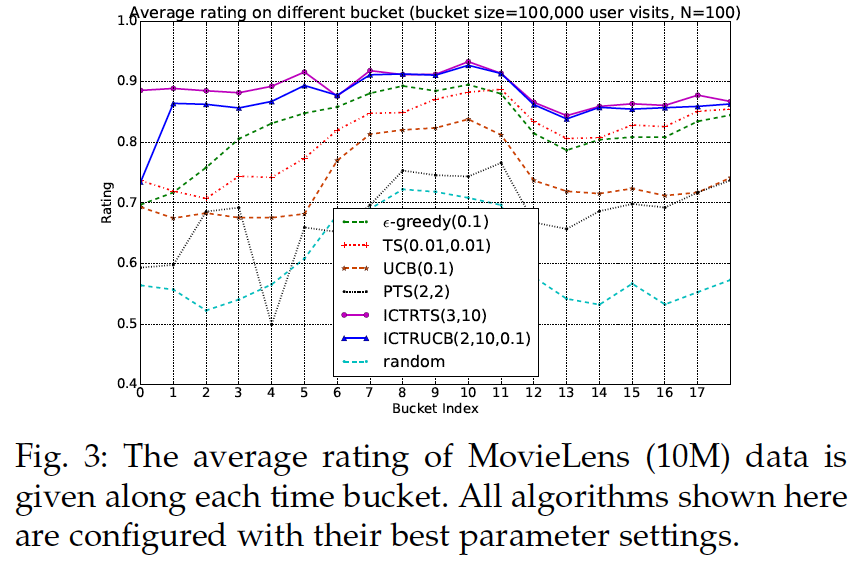 Average rating on different bucket (bucket size=100,000 user visits, N=100)
1.0
0.9
0.8
0.7
0.6
0.5
0.4
Rating
ϵ-greedy(0.1)
TS(0.01,0.01)
UCB(0.1)
PTS(2,2)
ICTRTS(3,10)
ICTRUCB(2,10,0.1)
random
0 1 2 3 4 5 6 7 8 9 10 11 12 13 14 15 16 17
Bucket Index
Fig. 3: The average rating of MovieLens (10M) data is
given along each time bucket. All algorithms shown here
are configured with their best parameter settings.